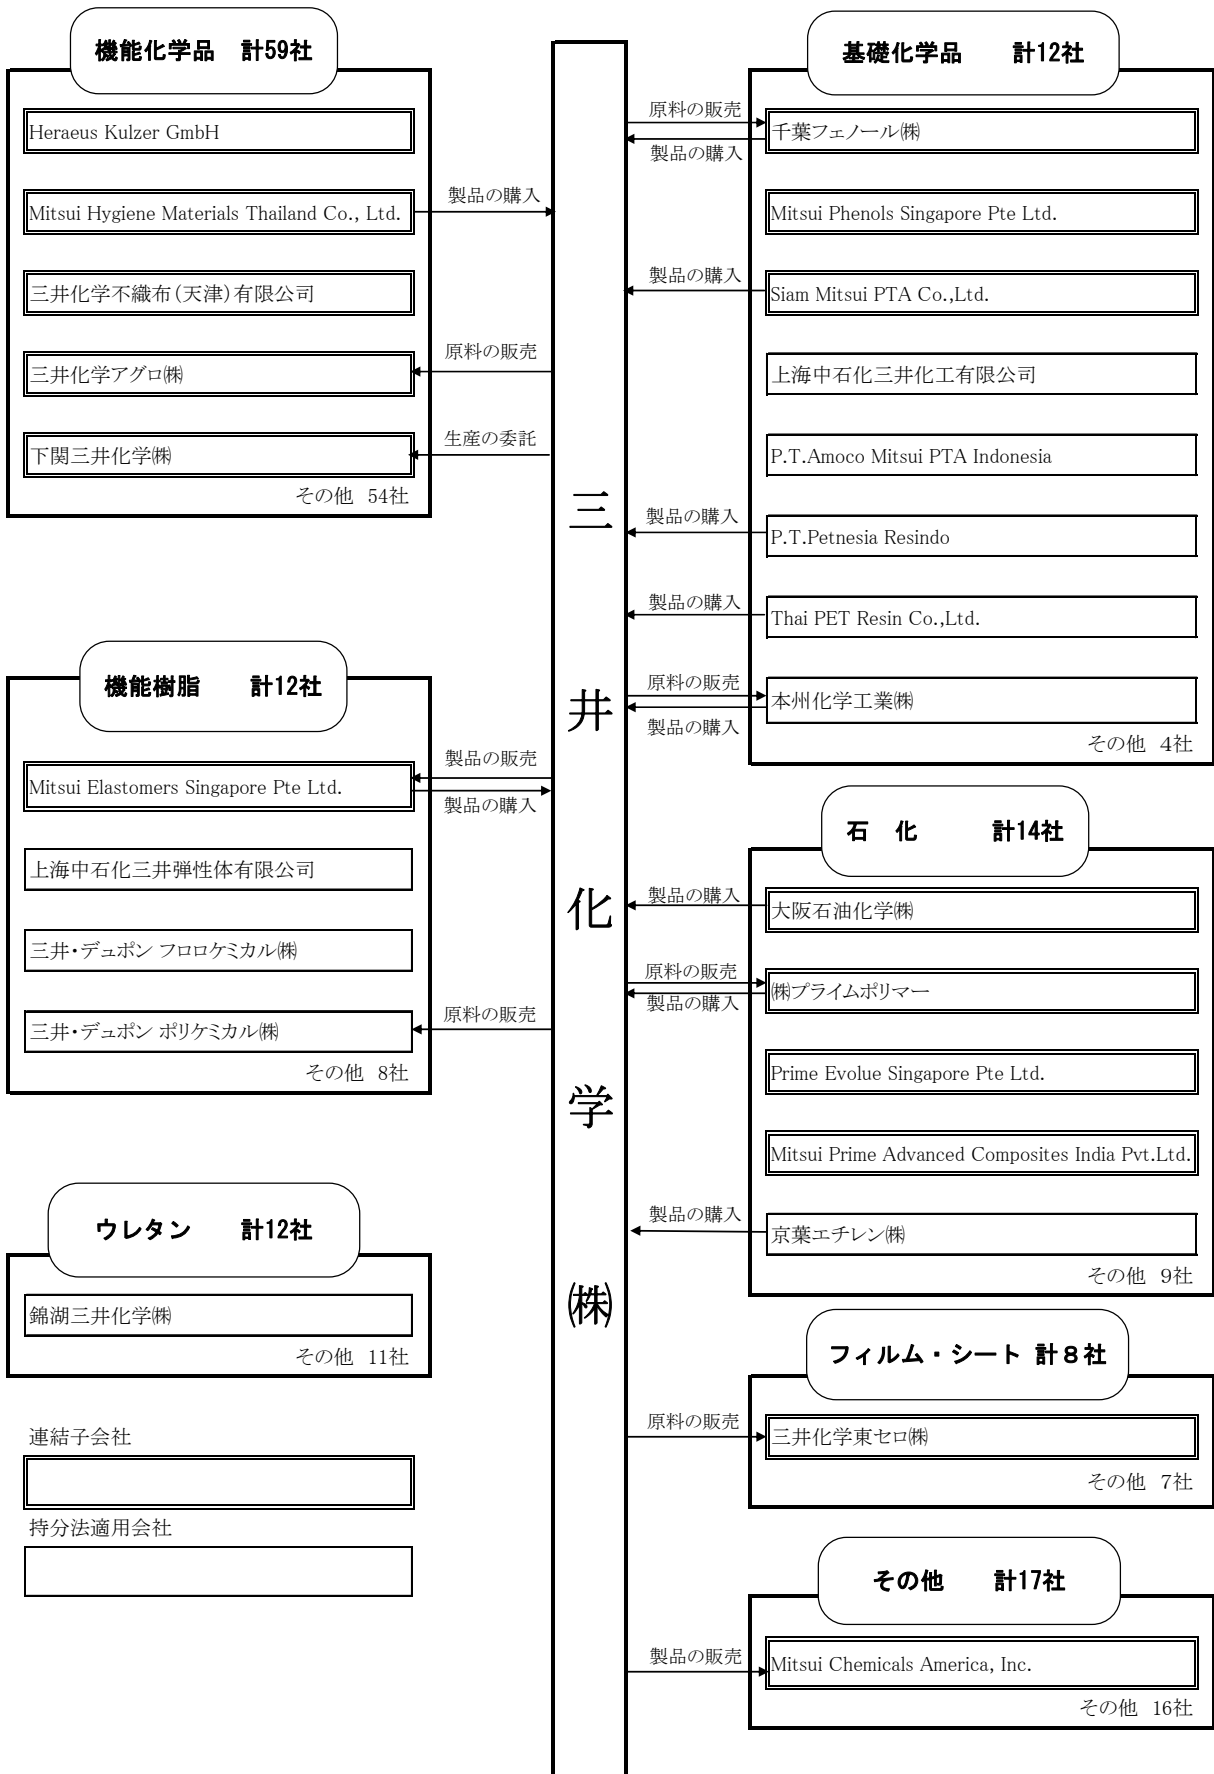 機能化学品　計59社
Heraeus Kulzer GmbH
Mitsui Hygiene Materials Thailand Co., Ltd.
製品の購入
三井化学不織布(天津)有限公司
三井化学アグロ㈱
原料の販売
下関三井化学㈱
生産の委託
その他 54社
機能樹脂　計12社
Mitsui Elastomers Singapore Pte Ltd.
製品の販売
製品の購入
上海中石化三井弾性体有限公司
三井・デュポン フロロケミカル㈱
三井・デュポン ポリケミカル㈱
原料の販売
その他 8社
ウレタン　計12社
錦湖三井化学㈱
その他 11社
連結子会社
持分法適用会社
三
井
化
学
㈱
基礎化学品　計12社
原料の販売
千葉フェノール㈱
製品の購入
Mitsui Phenols Singapore Pte Ltd.
製品の購入
Siam Mitsui PTA Co.,Ltd.
上海中石化三井化工有限公司
P.T.Amoco Mitsui PTA Indonesia
製品の購入
P.T.Petnesia Resindo
製品の購入
Thai PET Resin Co.,Ltd.
原料の販売
本州化学工業㈱
製品の購入
その他 4社
石　化　計14社
製品の購入
大阪石油化学㈱
原料の販売
㈱プライムポリマー
製品の購入
Prime Evolue Singapore Pte Ltd.
Mitsui Prime Advanced Composites India Pvt.Ltd.
製品の購入
京葉エチレン㈱
その他 9社
フィルム・シート 計８社
原料の販売
三井化学東セロ㈱
その他 7社
その他　計17社
製品の販売
Mitsui Chemicals America, Inc.
その他 16社